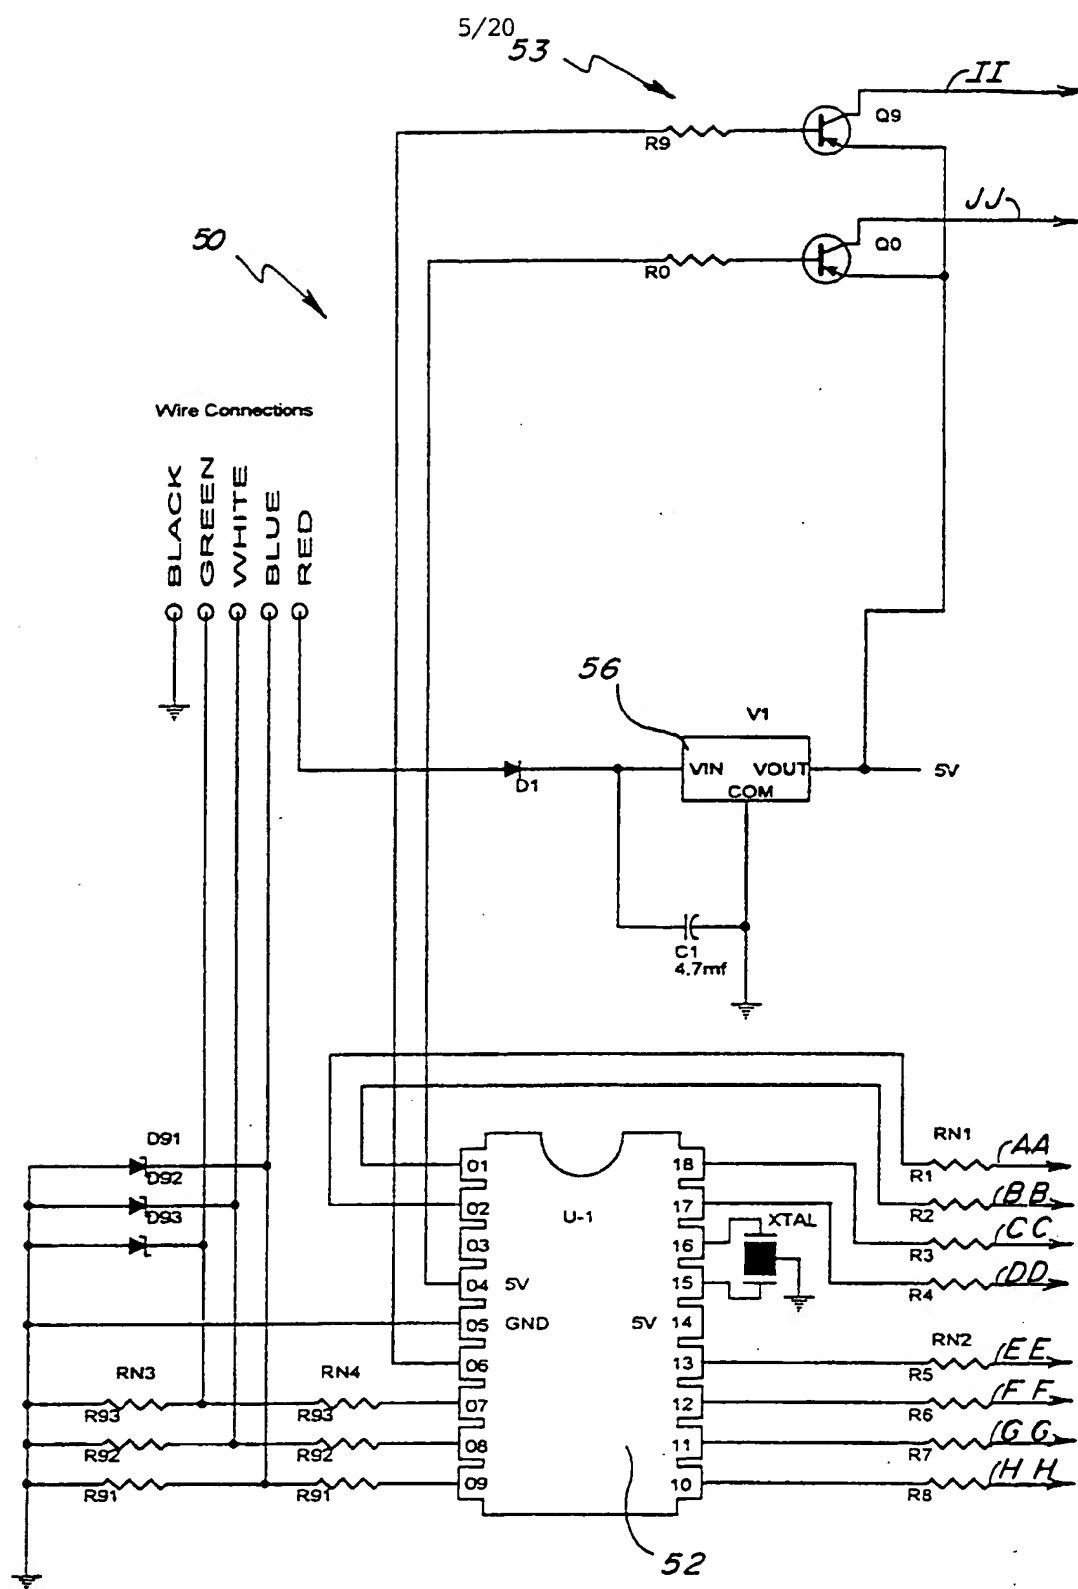 5/20
53
II
Q9
R9
JJ
50
Q0
R0
Wire Connections
BLACK
GREEN
WHITE
BLUE
RED
56
V1
VIN VOUT
COM
5V
D1
C1
4.7mf
D91
D92
D93
RN1
AA
R1
BB
R2
CC
R3
DD
R4
01
18
02
17
U-1
XTAL
03
16
04
5V
15
05
GND
5V
14
RN2
EE
R5
06
13
RN3
RN4
FF
R6
R93
R93
07
12
GG
R7
R92
R92
08
11
HH
R8
R91
R91
09
10
52